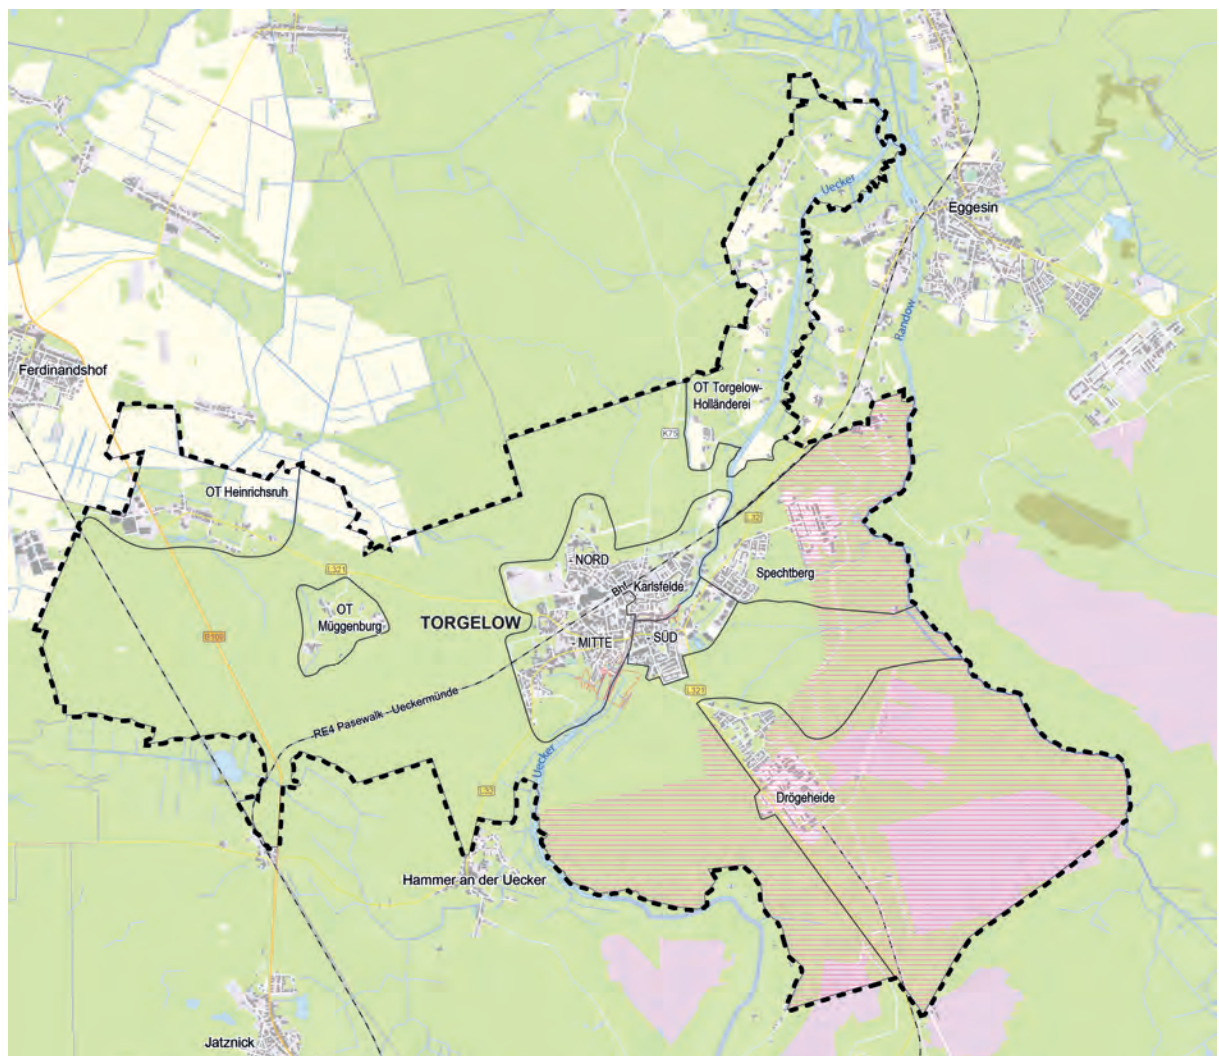 Uecker
Eggesin
Randow
Ferdinandshof
OT Torgelow-
Holländerei
K75
OT Heinrichsruh
L32
L321
- NORD
Bhf.
Karlsfelde
Spechtberg
OT
Müggenburg
TORGELOW
B109
- MITTE
- SÜD
L321
RE4 Pasewalk - Ueckermünde
Uecker
L32
Drögeheide
Hammer an der Uecker
Jatznick